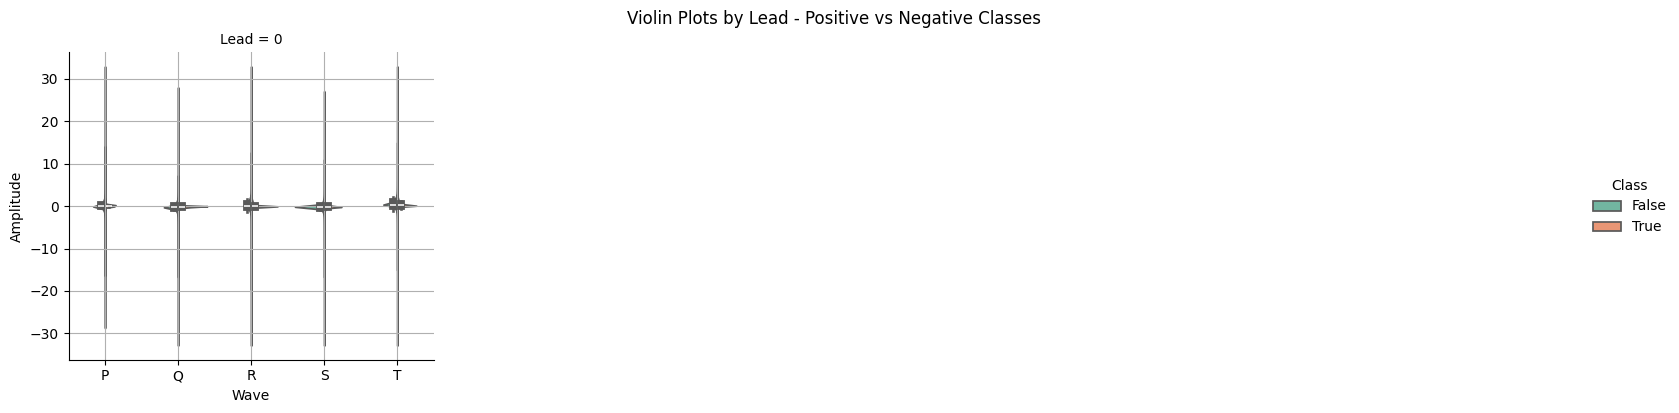 Violin Plots by Lead - Positive vs Negative Classes
Lead = 0
30
20
10
0
−10
−20
−30
Amplitude
P Q R S T
Wave
Class
False
True